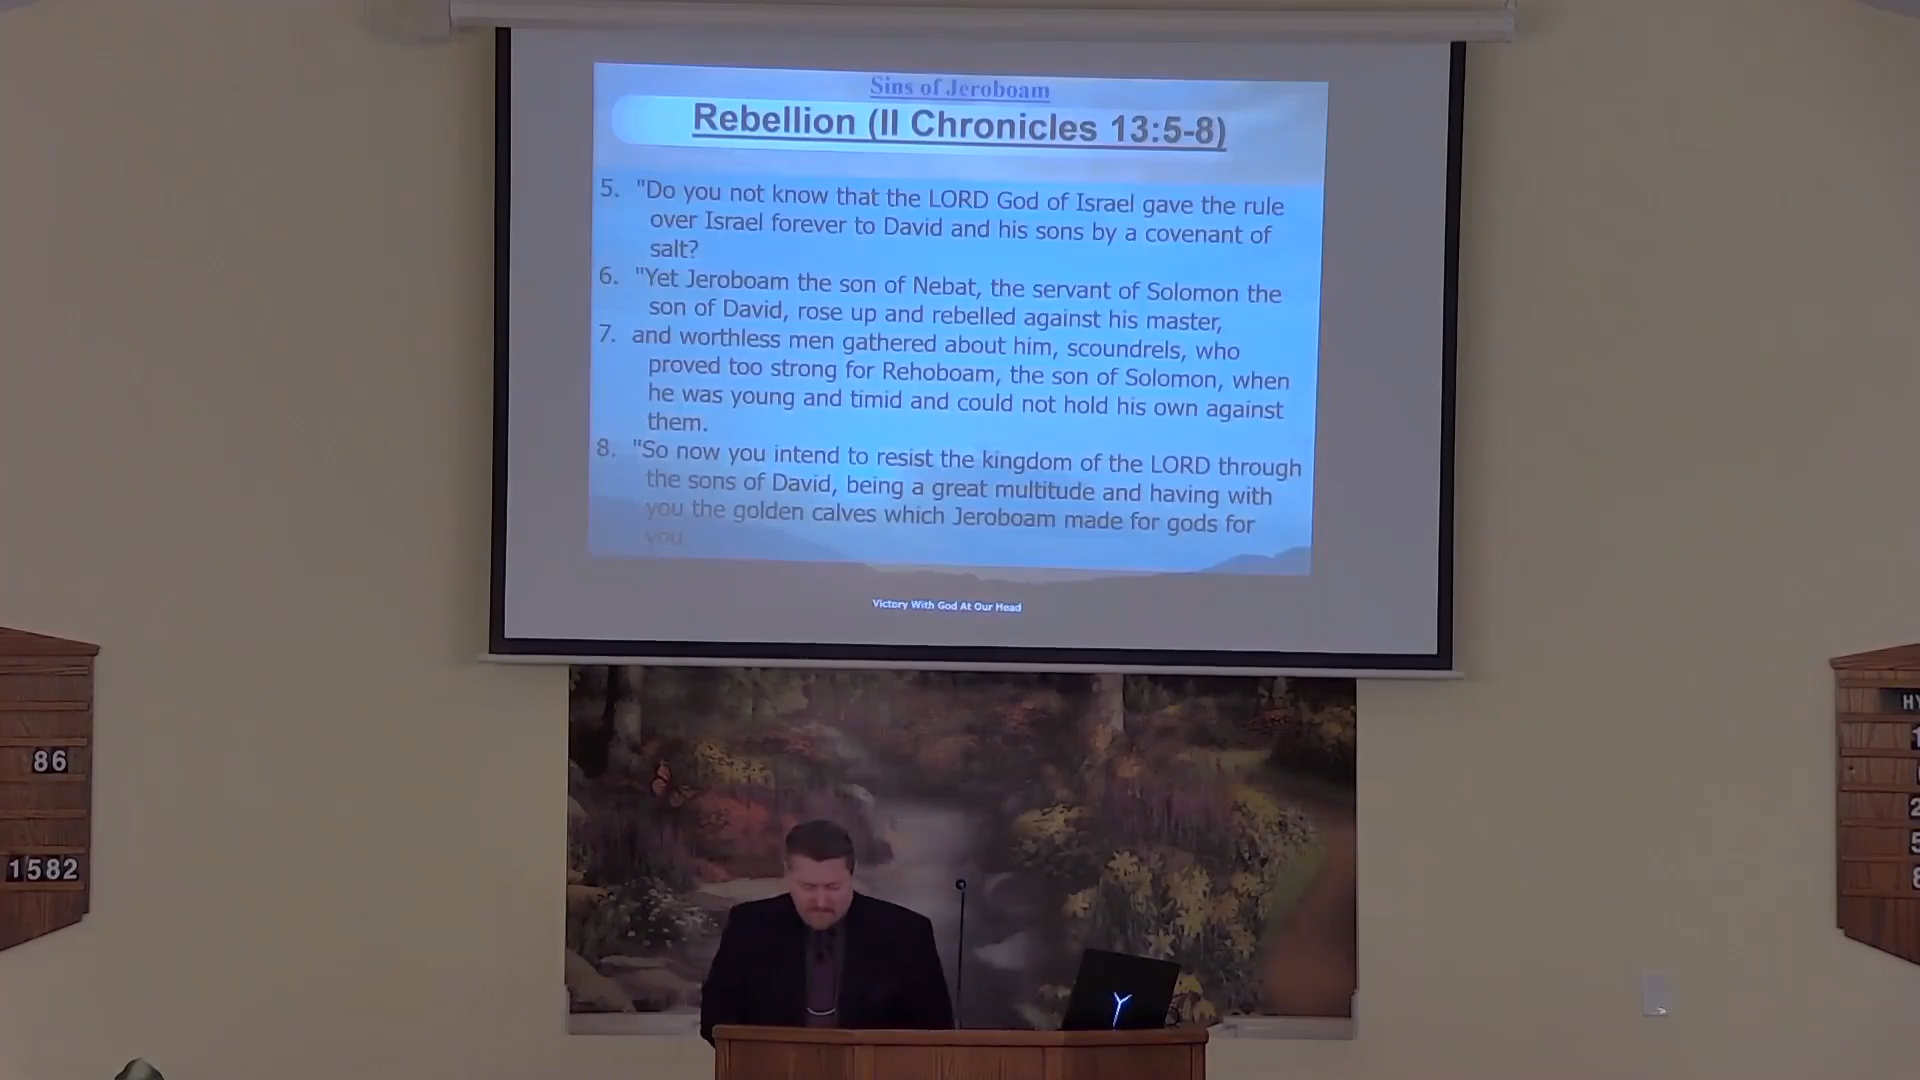 Sins of Jeroboam
Rebellion (II Chronicles 13:5-8)
5. "Do you not know that the LORD God of Israel gave the rule
over Israel forever to David and his sons by a covenant of
salt?
6. "Yet Jeroboam the son of Nebat, the servant of Solomon the
son of David, rose up and rebelled against his master,
7. and worthless men gathered about him, scoundrels, who
proved too strong for Rehoboam, the son of Solomon, when
he was young and timid and could not hold his own against
them.
8. "So now you intend to resist the kingdom of the LORD through
the sons of David, being a great multitude and having with
you the golden calves which Jeroboam made for gods for
you.
Victory With God At Our Head
86
1582
HY